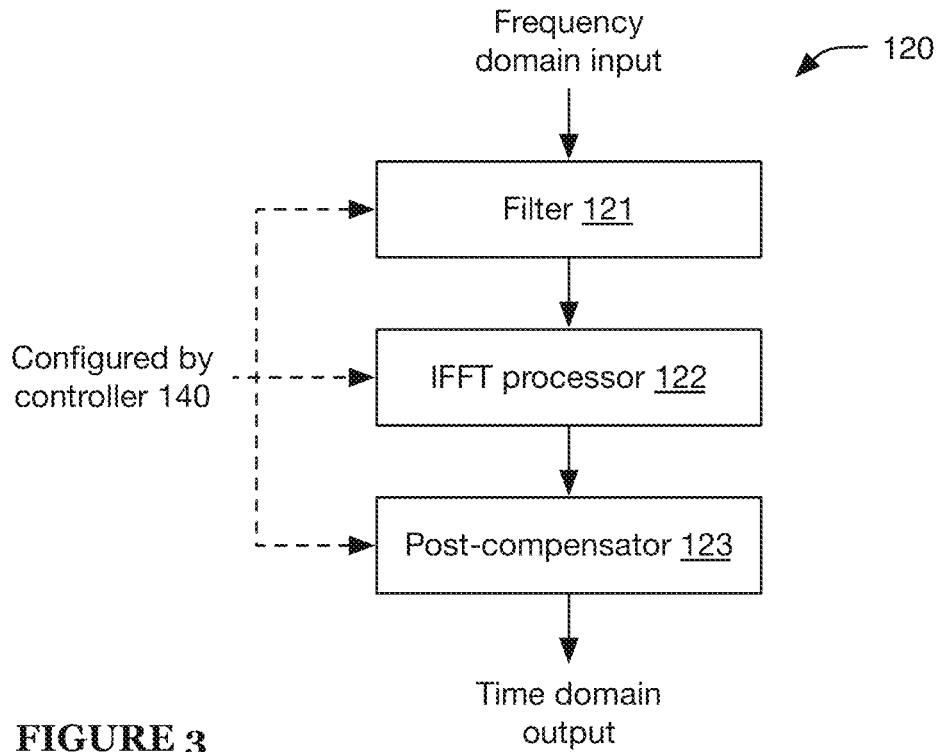 Frequency
domain input
120
Filter 121
Configured by
controller 140
IFFT processor 122
Post-compensator 123
Time domain
output
FIGURE 3